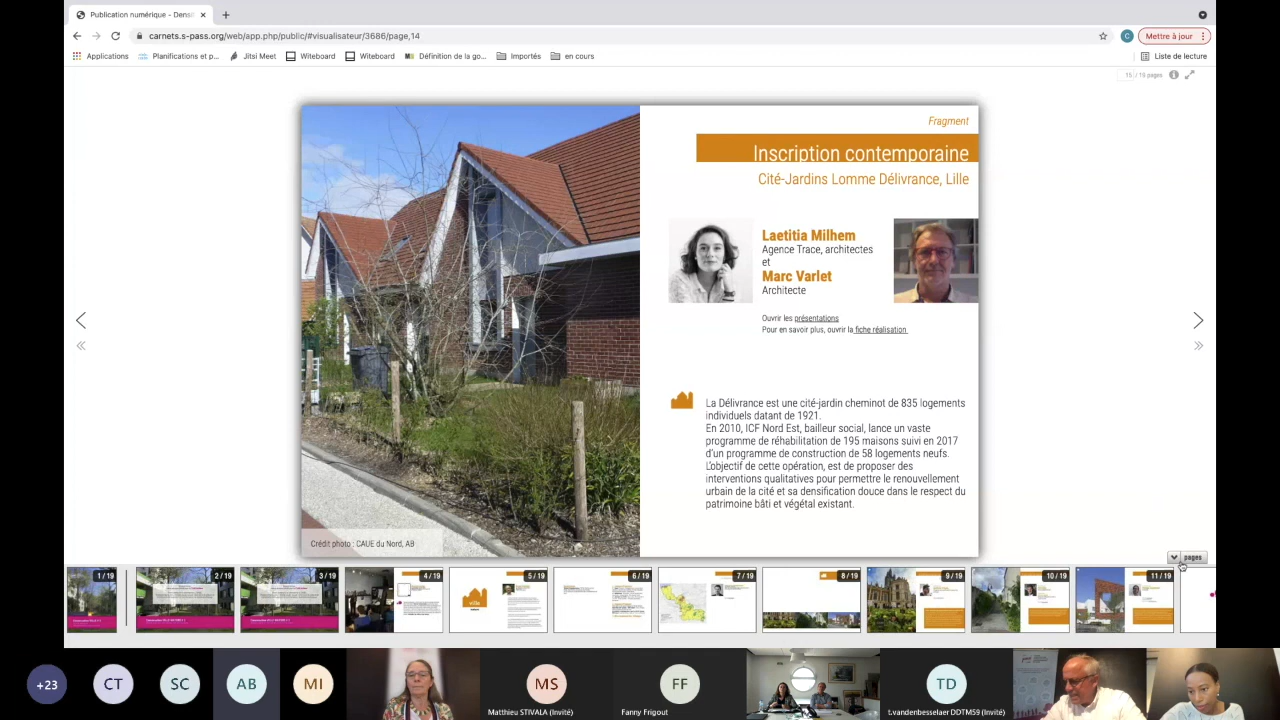 Publication numérique - Densi
carnets.s-pass.org/web/app.php/public/#visualisateur/3686/page,14
C
Mettre à jour
Applications
Planifications et p...
Jitsi Meet
Witeboard
Witeboard
Définition de la go...
Importés
en cours
Liste de lecture
15 / 19 pages
Fragment
Inscription contemporaine
Cité-Jardins Lomme Délivrance, Lille
Laetitia Milhem
Agence Trace, architectes
et
Marc Varlet
Architecte
Ouvrir les présentations
Pour en savoir plus, ouvrir la fiche réalisation
La Délivrance est une cité-jardin cheminot de 835 logements
individuels datant de 1921.
En 2010, ICF Nord Est, bailleur social, lance un vaste
programme de réhabilitation de 195 maisons suivi en 2017
d'un programme de construction de 58 logements neufs.
L'objectif de cette opération, est de proposer des
interventions qualitatives pour permettre le renouvellement
urbain de la cité et sa densification douce dans le respect du
patrimoine bâti et végétal existant.
Crédit photo : CAUE du Nord, AB
pages
1 / 19
2 / 19
3 / 19
4 / 19
5 / 19
6 / 19
7 / 19
8 / 19
9 / 19
10 / 19
11 / 19
+23
CT
SC
AB
MI
MS
Matthieu STIVALA (Invité)
FF
Fanny Frigout
TD
t.vandenbesselaer DDTM59 (Invité)